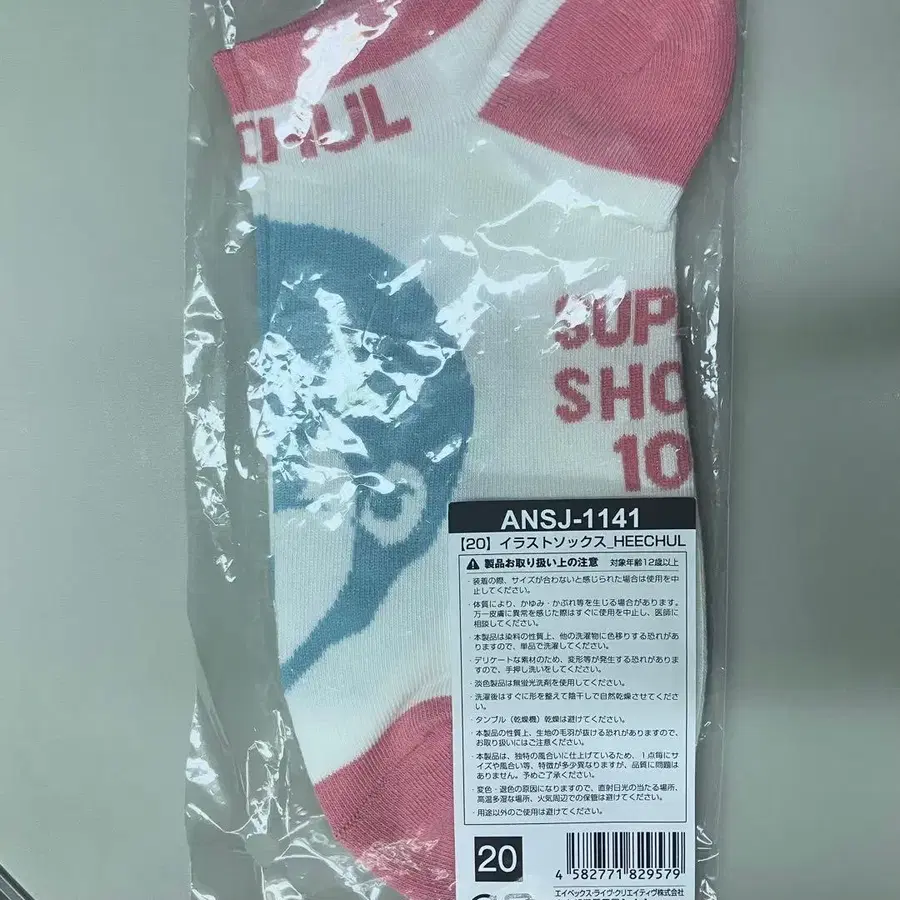 CHUL
SUP
SHO
10
ANSJ-1141
【20】イラストソックス_HEECHUL
製品お取り扱い上の注意 対象年齢12歳以上
・装着の際、サイズが合わないと感じられた場合は使用を中
止してください。
・体質により、かゆみ・かぶれ等を生じる場合があります。
万一皮膚に異常を感じた際はすぐに使用を中止し、医師に
相談してください。
・本製品は染料の性質上、他の洗濯物に色移りする恐れがあ
りますので、単品で洗濯してください。
・デリケートな素材のため、変形等が発生する恐れがありま
すので、手押し洗いをしてください。
・淡色製品は無蛍光洗剤を使用してください。
・洗濯後はすぐに形を整えて陰干しで自然乾燥させてくださ
い。
・タンブル（乾燥機）乾燥は避けてください。
・本製品の性質上、生地の毛羽が抜ける恐れがありますので、
お取り扱いにはご注意ください。
・本製品は、独特の風合いに仕上げているため、1点毎にサ
イズや風合い等、特徴が多少異なりますが、品質に問題は
ありません。予めご了承ください。
・変色・退色の原因になりますので、直射日光の当たる場所、
高温多湿な場所、火気周辺での保管は避けてください。
・用途以外のご使用は避けてください。
20
4 582771 829579
エイベックス・ライヴ・クリエイティヴ株式会社